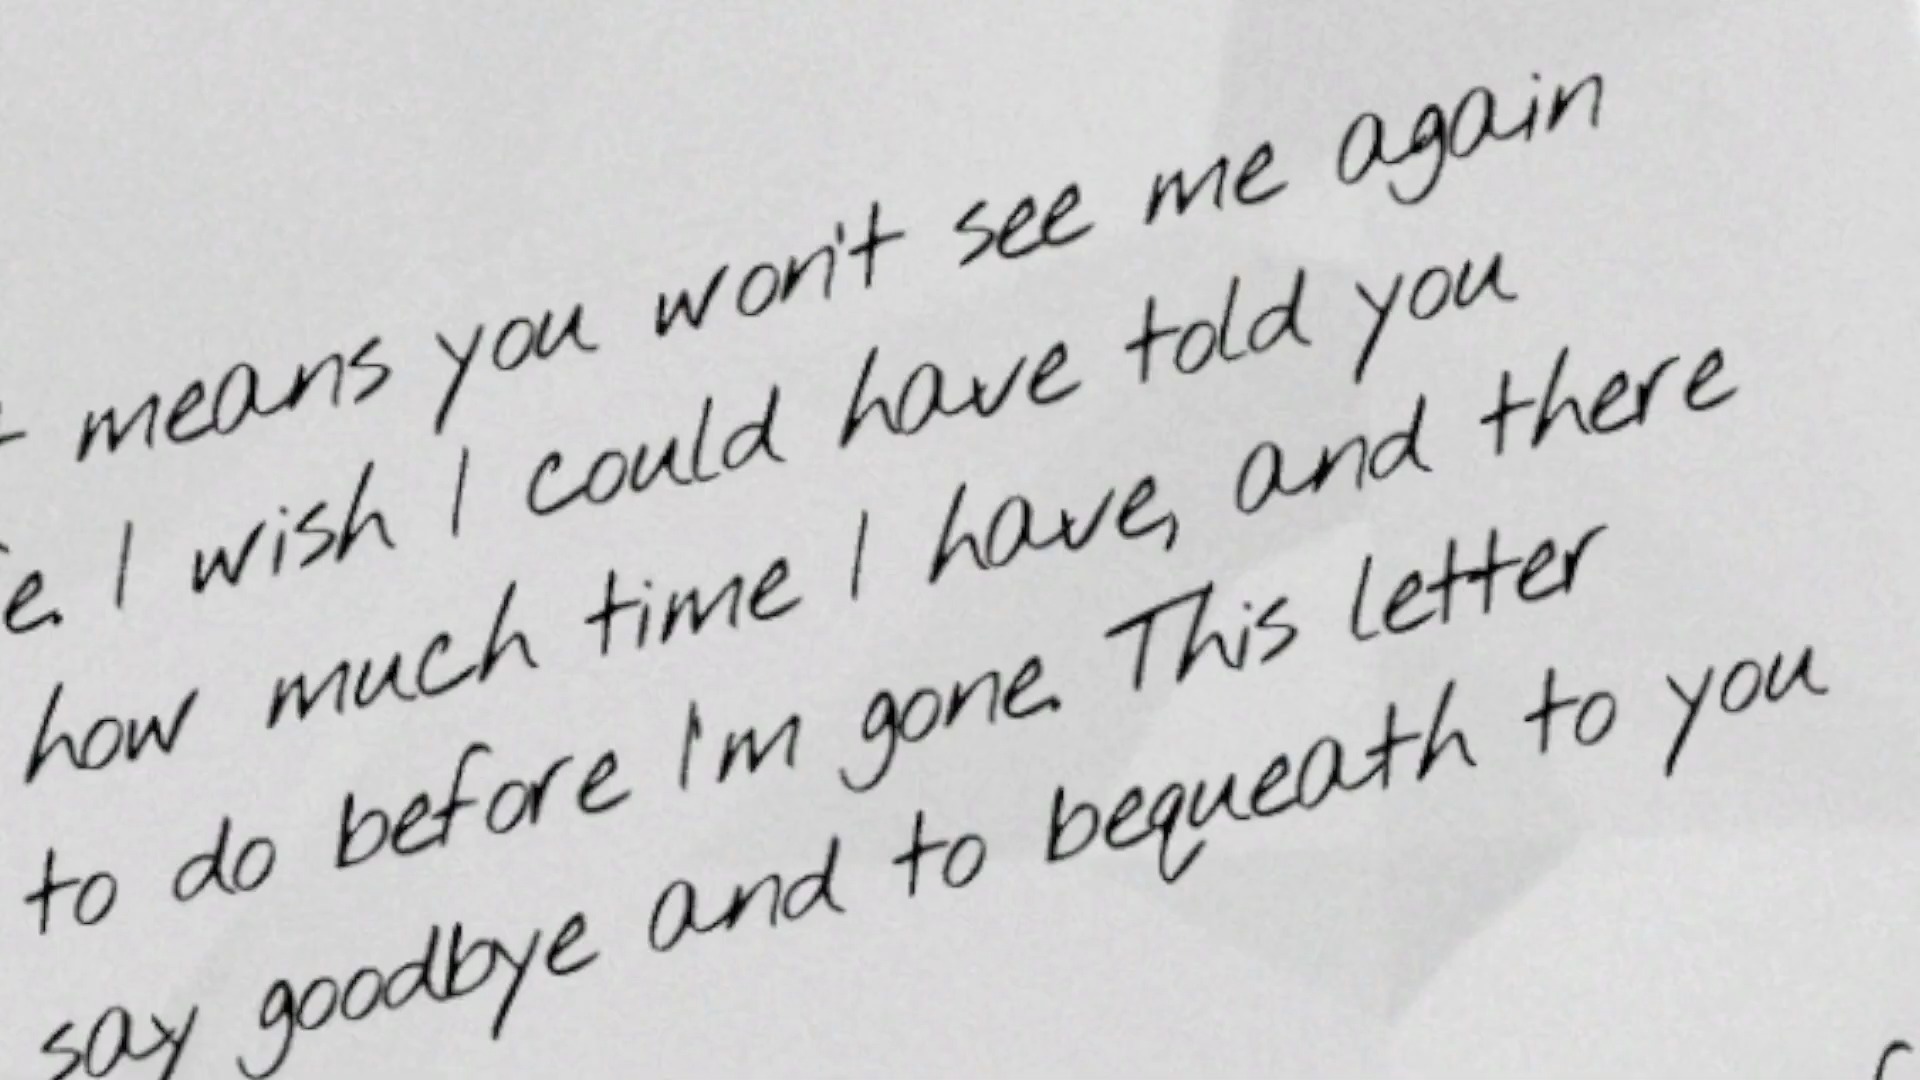 means you won't see me again
I wish I could have told you
how much time I have, and there
to do before I'm gone. This letter
say goodbye and to bequeath to you